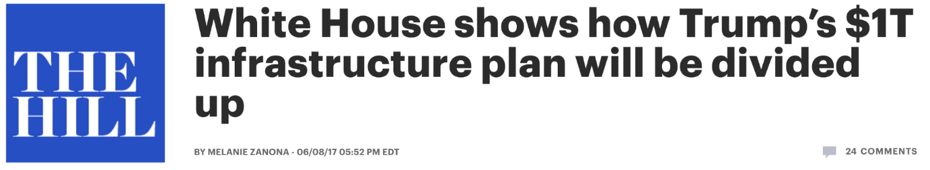 THE
HILL
White House shows how Trump’s $1T
infrastructure plan will be divided
up
BY MELANIE ZANONA - 06/08/17 05:52 PM EDT
24 COMMENTS